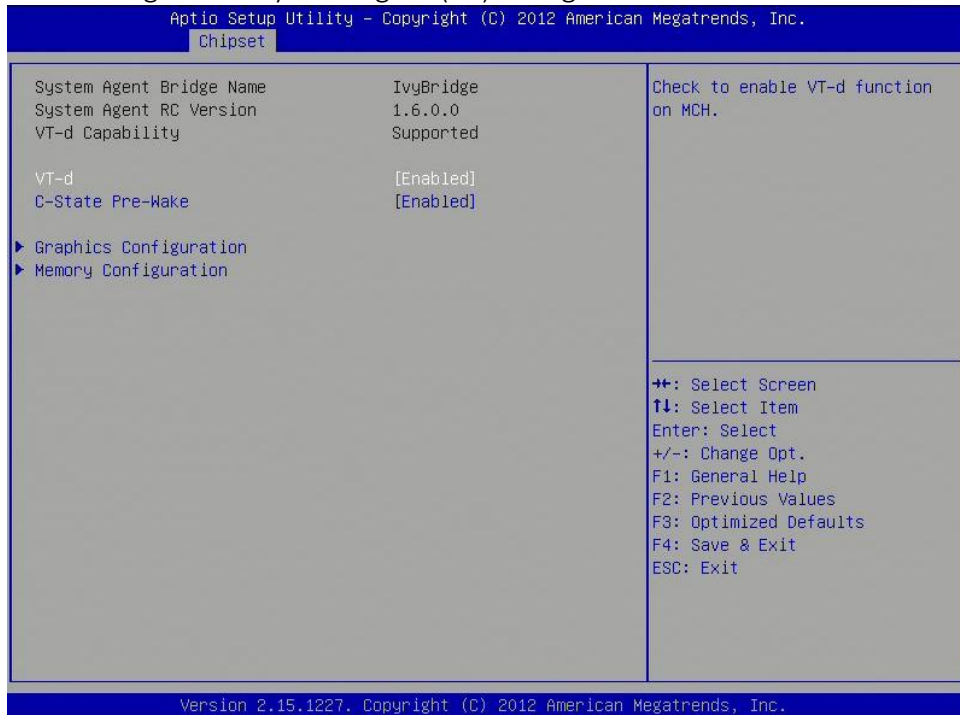 Aptio Setup Utility – Copyright (C) 2012 American Megatrends, Inc.
Chipset
System Agent Bridge Name IvyBridge
System Agent RC Version 1.6.0.0
VT-d Capability Supported
VT-d [Enabled]
C-State Pre-Wake [Enabled]
▶ Graphics Configuration
▶ Memory Configuration
Check to enable VT-d function
on MCH.
→←: Select Screen
↑↓: Select Item
Enter: Select
+/-: Change Opt.
F1: General Help
F2: Previous Values
F3: Optimized Defaults
F4: Save & Exit
ESC: Exit
Version 2.15.1227. Copyright (C) 2012 American Megatrends, Inc.